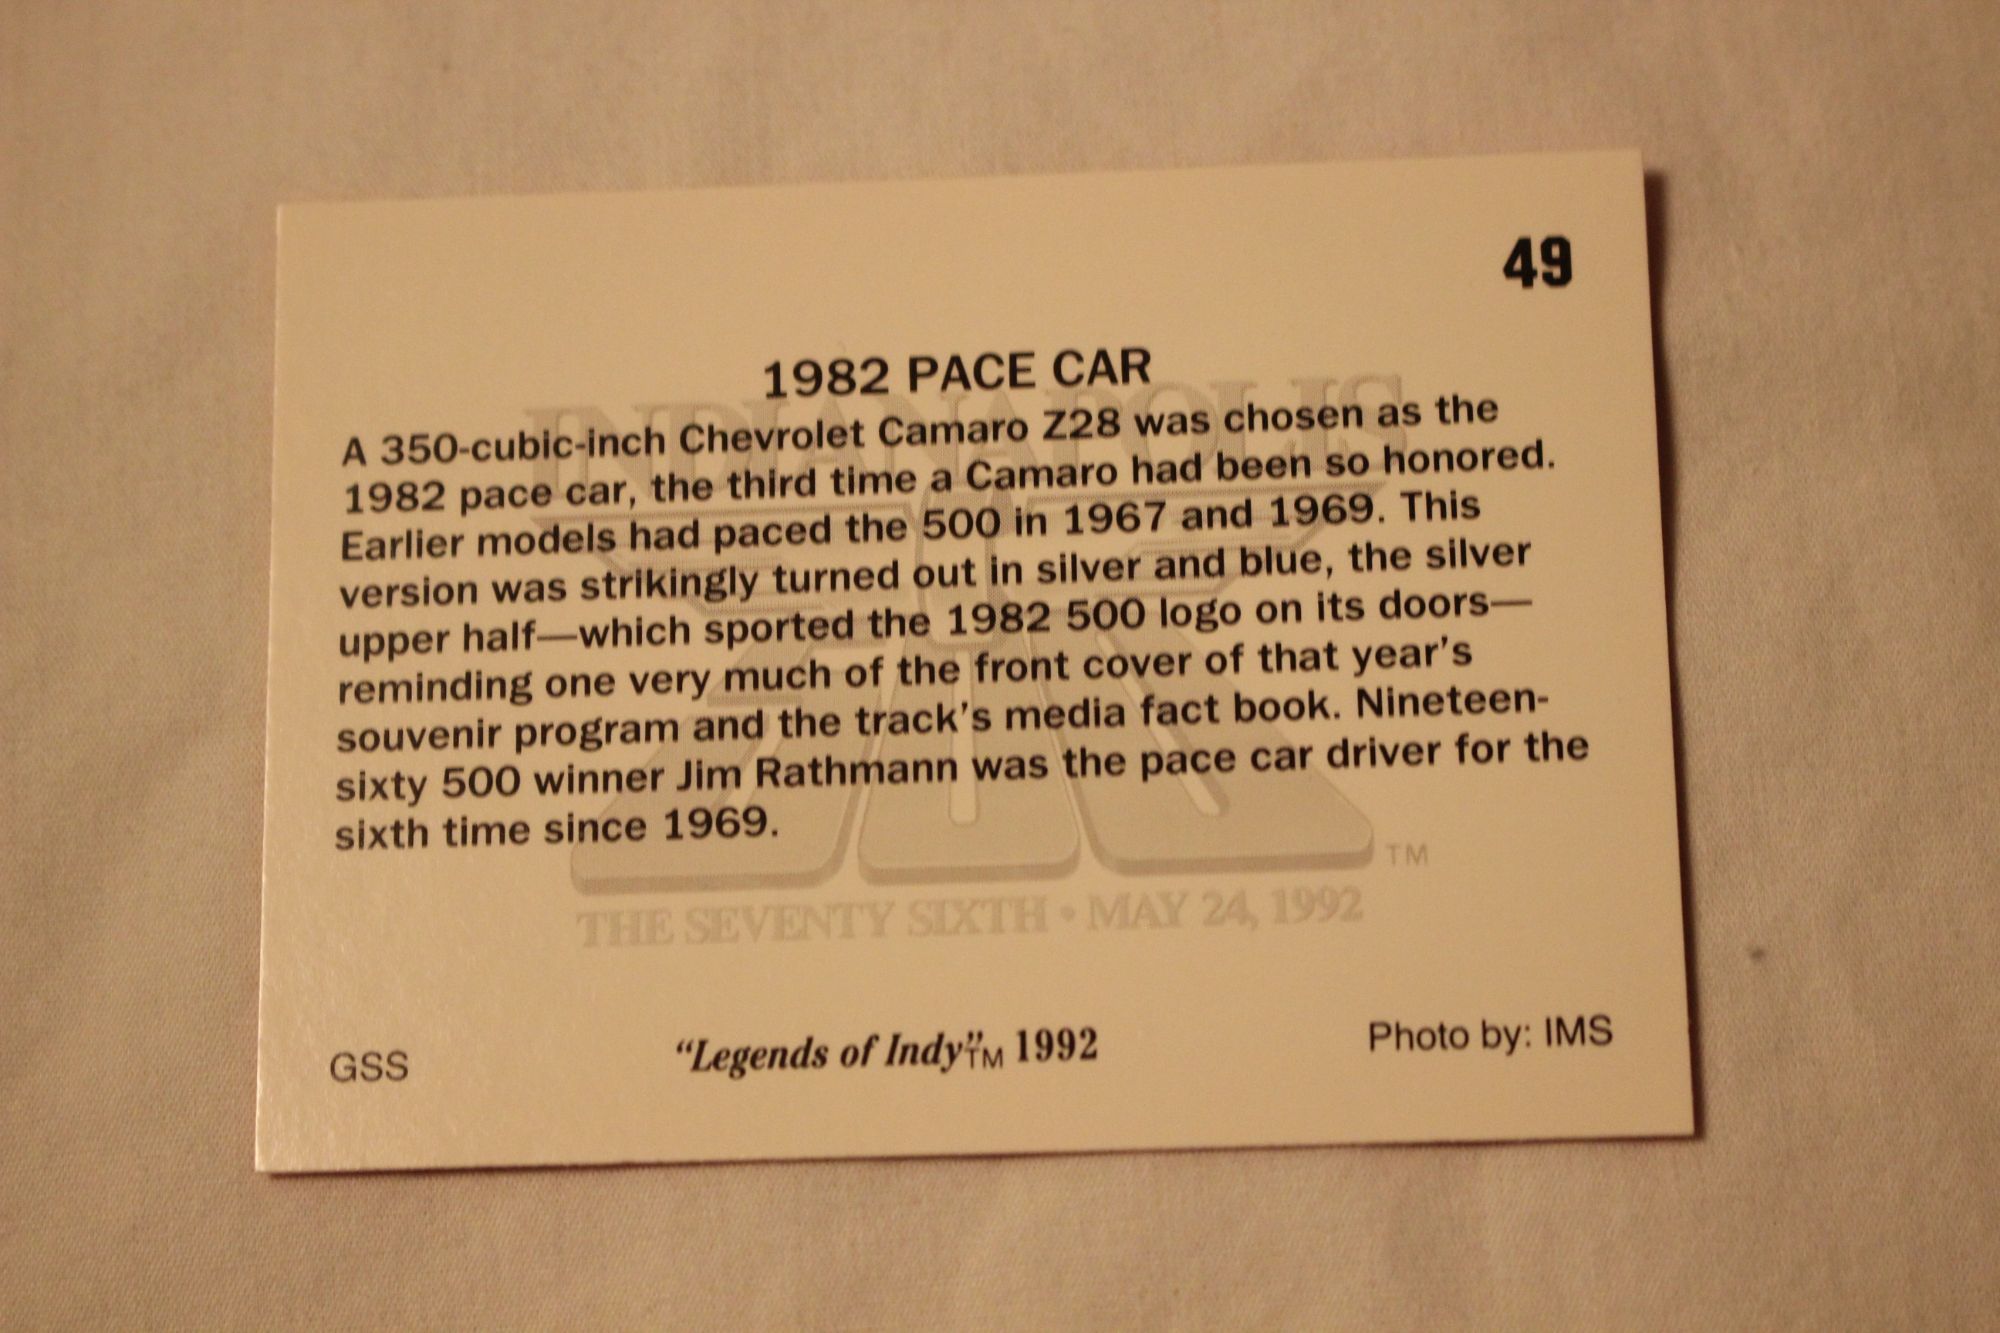 49
1982 PACE CAR
A 350-cubic-inch Chevrolet Camaro Z28 was chosen as the
1982 pace car, the third time a Camaro had been so honored.
Earlier models had paced the 500 in 1967 and 1969. This
version was strikingly turned out in silver and blue, the silver
upper half—which sported the 1982 500 logo on its doors—
reminding one very much of the front cover of that year's
souvenir program and the track's media fact book. Nineteen-
sixty 500 winner Jim Rathmann was the pace car driver for the
sixth time since 1969.
INDIANAPOLIS
500
TM
THE SEVENTY SIXTH • MAY 24, 1992
GSS
"Legends of Indy"TM 1992
Photo by: IMS